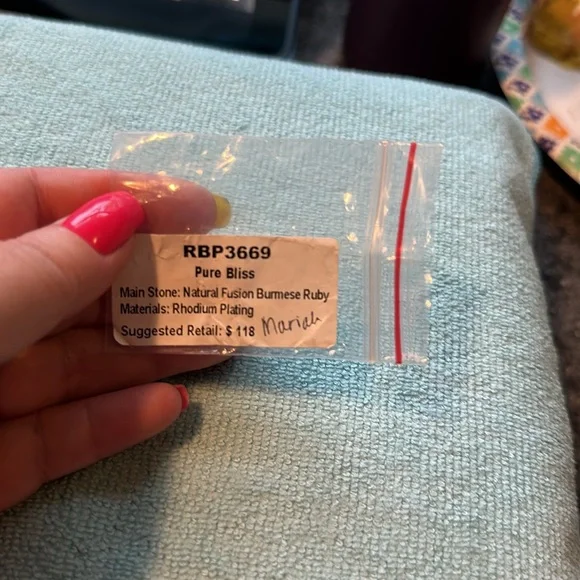 RBP3669
Pure Bliss
Main Stone: Natural Fusion Burmese Ruby
Materials: Rhodium Plating
Suggested Retail: $ 118 Mariah